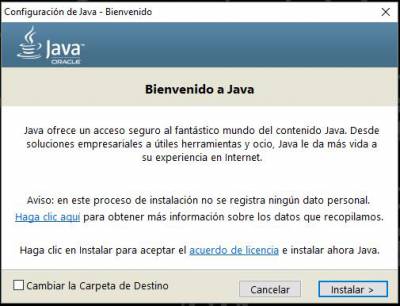 Configuración de Java - Bienvenido
Java
ORACLE
Bienvenido a Java
Java ofrece un acceso seguro al fantástico mundo del contenido Java. Desde
soluciones empresariales a útiles herramientas y ocio, Java le da más vida a
su experiencia en Internet.
Aviso: en este proceso de instalación no se registra ningún dato personal.
Haga clic aquí para obtener más información sobre los datos que recopilamos.
Haga clic en Instalar para aceptar el acuerdo de licencia e instalar ahora Java.
Cambiar la Carpeta de Destino
Cancelar
Instalar >